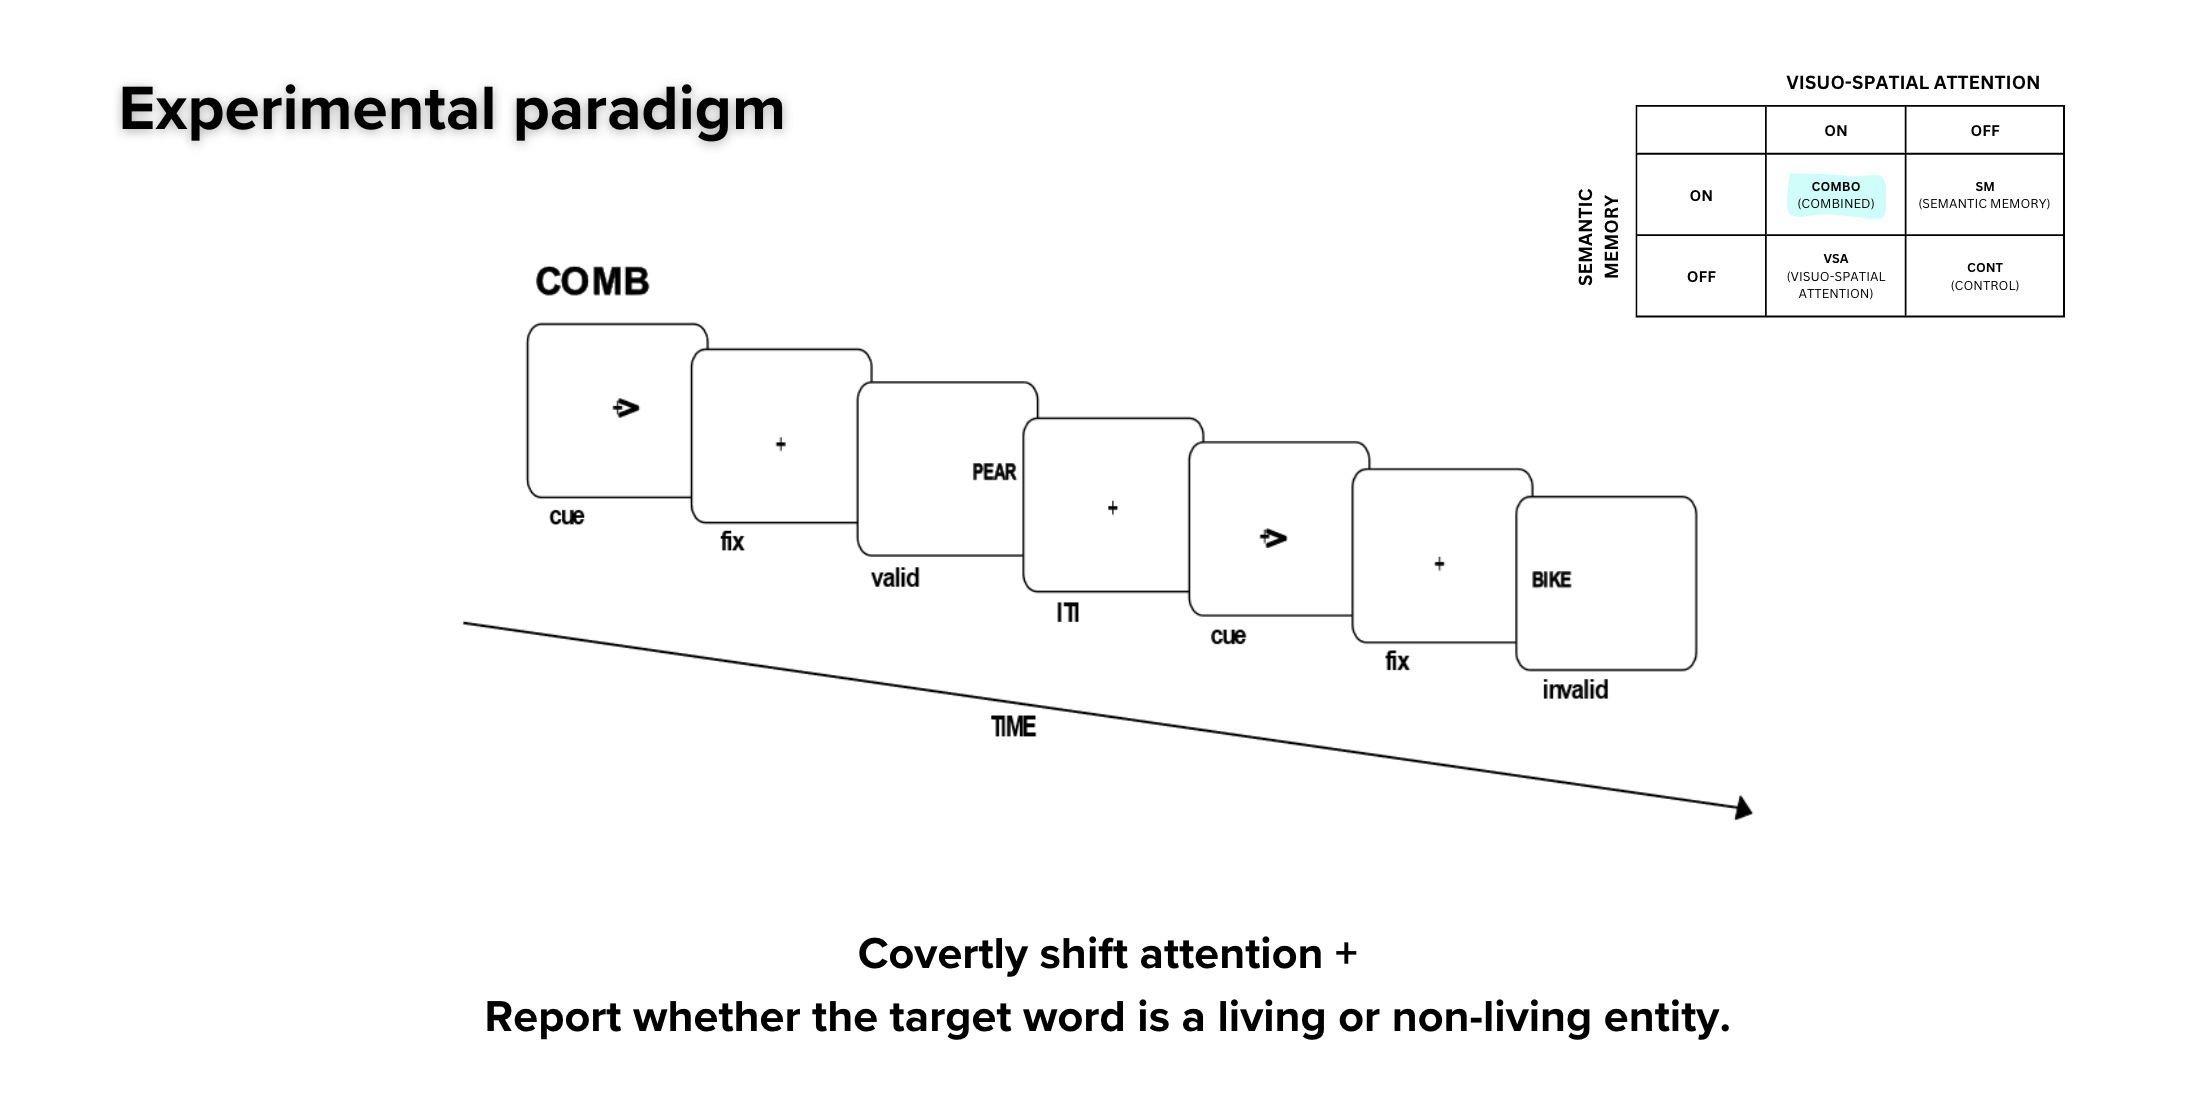 Experimental paradigm
VISUO-SPATIAL ATTENTION
ON
OFF
SEMANTIC
MEMORY
ON
COMBO
(COMBINED)
SM
(SEMANTIC MEMORY)
OFF
VSA
(VISUO-SPATIAL
ATTENTION)
CONT
(CONTROL)
COMB
->
cue
+
fix
PEAR
valid
+
ITI
->
cue
+
fix
BIKE
invalid
TIME
Covertly shift attention +
Report whether the target word is a living or non-living entity.